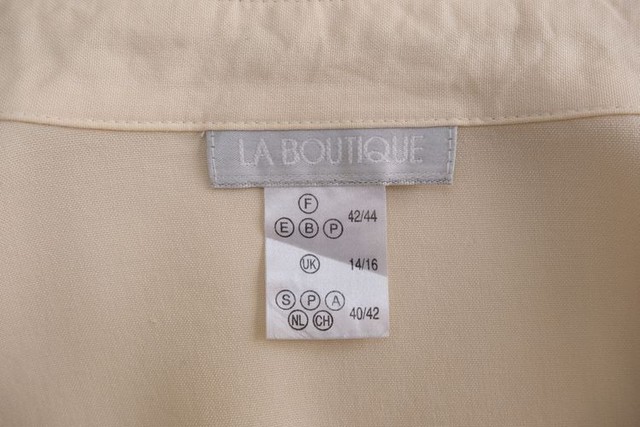 LA BOUTIQUE
F
E B P 42/44
UK 14/16
S P A
NL CH 40/42